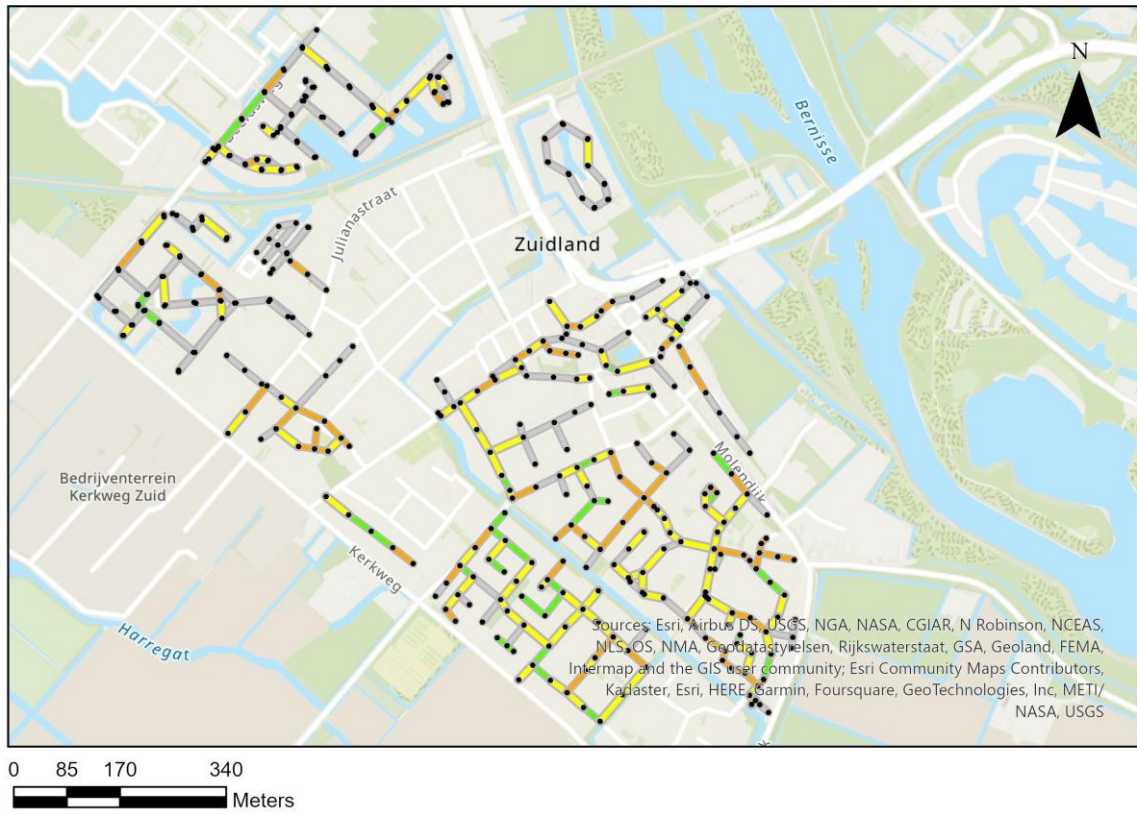 N
Bernisse
Julianastraat
Zuidland
Molendijk
Bedrijventerrein
Kerkweg Zuid
Kerkweg
Harregat
Sources: Esri, Airbus DS, USGS, NGA, NASA, CGIAR, N Robinson, NCEAS,
NLS, OS, NMA, Geodatastyrelsen, Rijkswaterstaat, GSA, Geoland, FEMA,
Intermap and the GIS user community; Esri Community Maps Contributors,
Kadaster, Esri, HERE, Garmin, Foursquare, GeoTechnologies, Inc, METI/
NASA, USGS
0 85 170 340
Meters